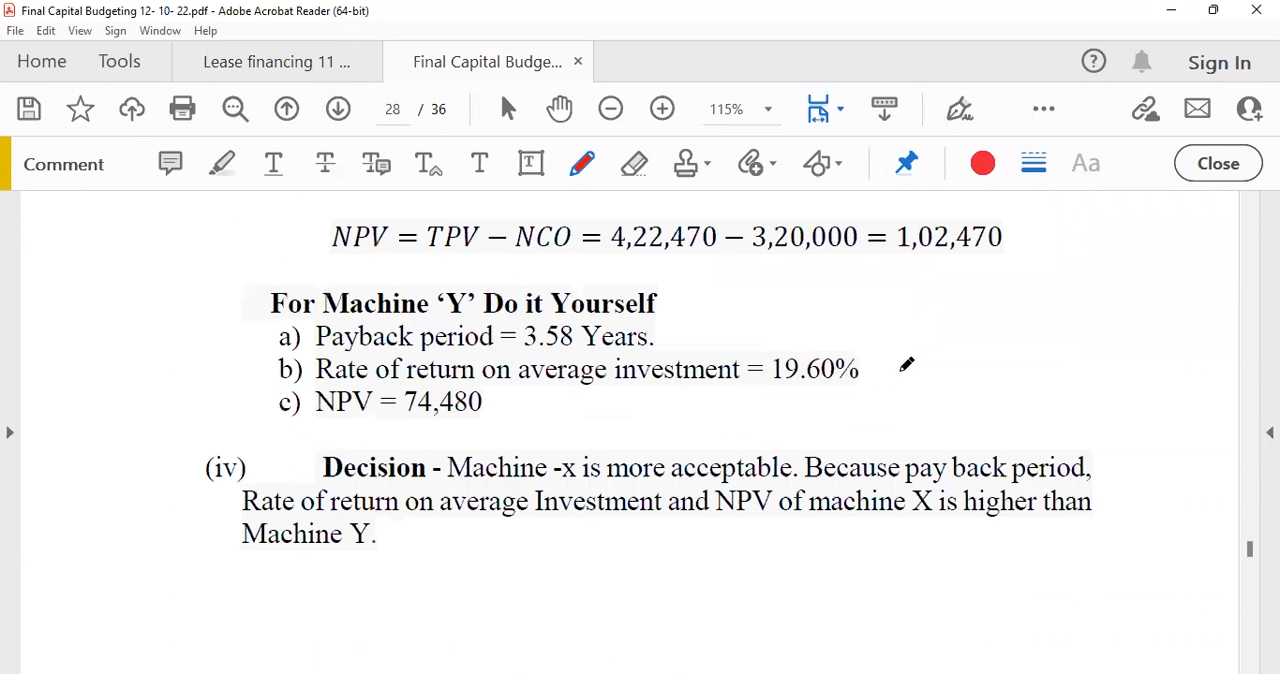 Final Capital Budgeting 12- 10- 22.pdf - Adobe Acrobat Reader (64-bit)
File Edit View Sign Window Help
Home Tools Lease financing 11 ... Final Capital Budge... × Sign In
28 / 36 115%
Comment Aa Close
NPV = TPV − NCO = 4,22,470 − 3,20,000 = 1,02,470
For Machine ‘Y’ Do it Yourself
a) Payback period = 3.58 Years.
b) Rate of return on average investment = 19.60%
c) NPV = 74,480
(iv) Decision - Machine -x is more acceptable. Because pay back period,
Rate of return on average Investment and NPV of machine X is higher than
Machine Y.